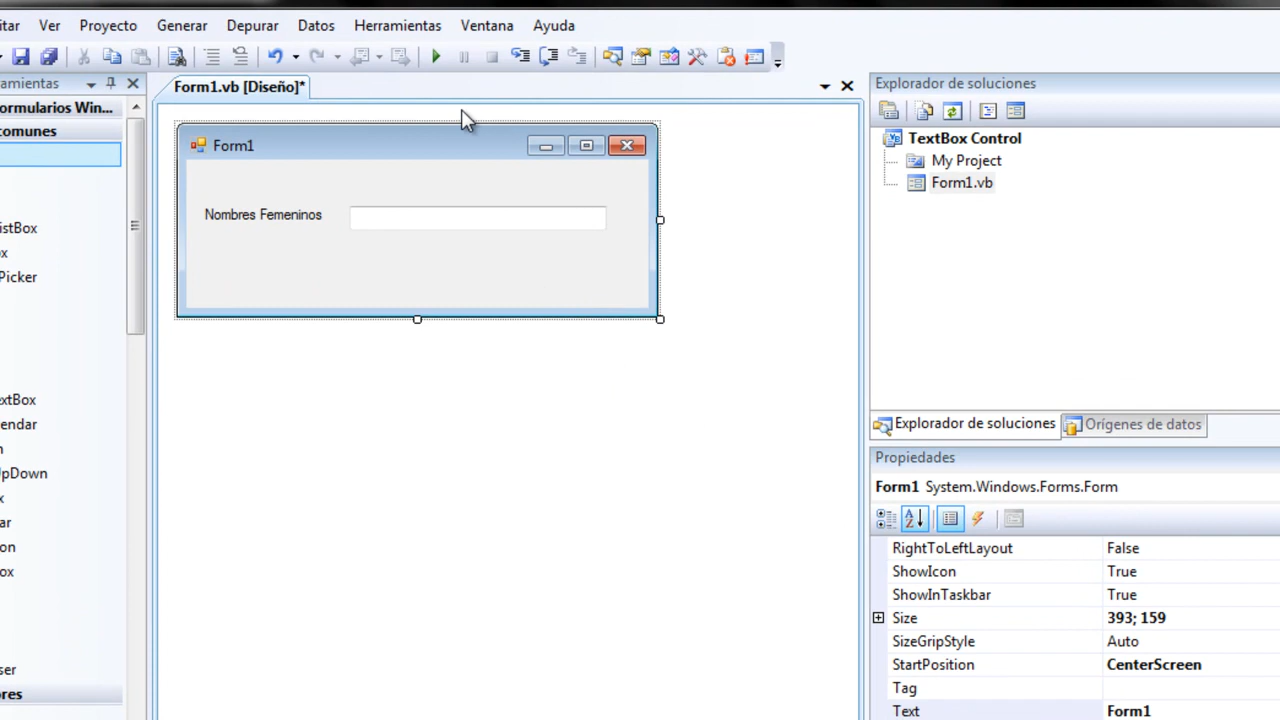 itar Ver Proyecto Generar Depurar Datos Herramientas Ventana Ayuda
amientas
ormularios Win...
comunes
istBox
ox
Picker
extBox
endar
n
UpDown
x
ar
on
ox
ser
ores
Form1.vb [Diseño]*
Form1
Nombres Femeninos
Explorador de soluciones
TextBox Control
My Project
Form1.vb
Explorador de soluciones Orígenes de datos
Propiedades
Form1 System.Windows.Forms.Form
RightToLeftLayout False
ShowIcon True
ShowInTaskbar True
Size 393; 159
SizeGripStyle Auto
StartPosition CenterScreen
Tag
Text Form1